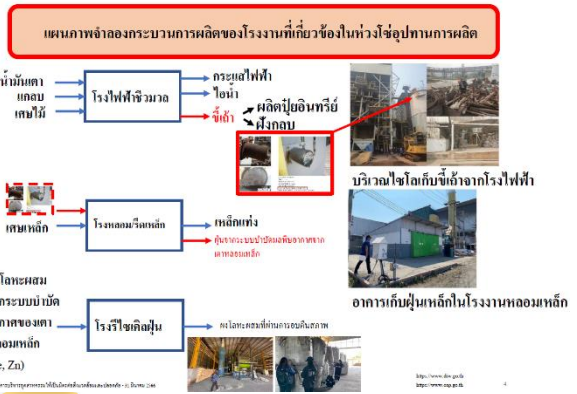 แผนภาพจำลองกระบวนการผลิตของโรงงานที่เกี่ยวข้องในห่วงโซ่อุปทานการผลิต
น้ำมันเตา
แกลบ
เศษไม้
โรงไฟฟ้าชีวมวล
กระแสไฟฟ้า
ไอน้ำ
ขี้เถ้า
ผลิตปุ๋ยอินทรีย์
ฝังกลบ
บริเวณไซโลเก็บขี้เถ้าจากโรงไฟฟ้า
เศษเหล็ก
โรงหลอม/รีดเหล็ก
เหล็กแท่ง
ฝุ่นจากระบบบำบัดมลพิษอากาศจาก
เตาหลอมเหล็ก
อาคารเก็บฝุ่นเหล็กในโรงงานหลอมเหล็ก
โลหะผสม
กระบบบำบัด
กาศของเตา
อมเหล็ก
e, Zn)
โรงรีไซเคิลฝุ่น
ผงโลหะผสมที่ผ่านการอบคืนสภาพ
https://www.diw.go.th
4